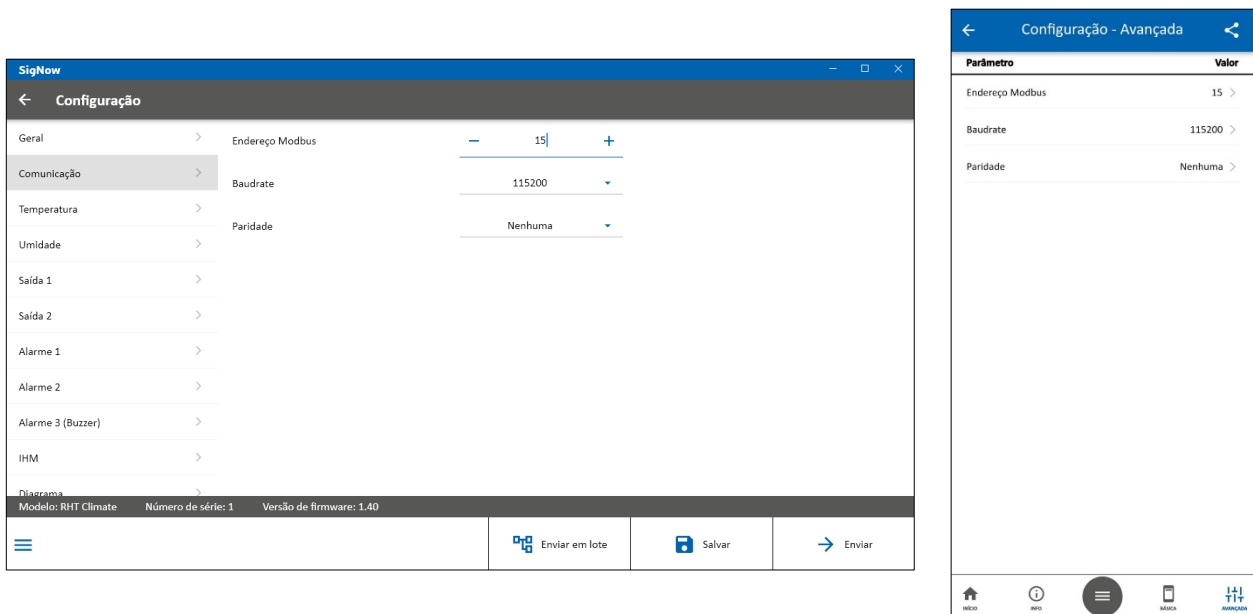 SigNow
Configuração
Geral
Comunicação
Temperatura
Umidade
Saída 1
Saída 2
Alarme 1
Alarme 2
Alarme 3 (Buzzer)
IHM
Diagrama
Endereço Modbus 15
Baudrate 115200
Paridade Nenhuma
Modelo: RHT Climate Número de série: 1 Versão de firmware: 1.40
Enviar em lote Salvar Enviar
Configuração - Avançada
Parâmetro Valor
Endereço Modbus 15
Baudrate 115200
Paridade Nenhuma
INÍCIO INFO BÁSICA AVANÇADA